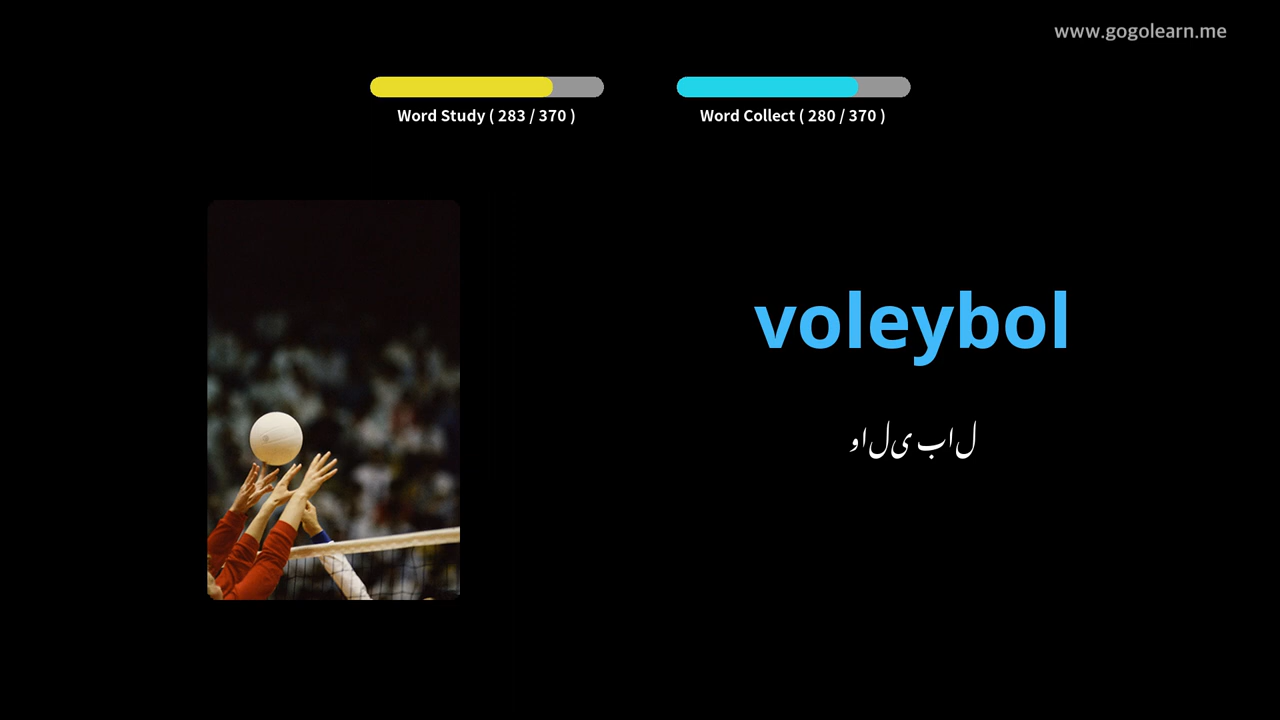 www.gogolearn.me
Word Study ( 283 / 370 )
Word Collect ( 280 / 370 )
voleybol
والی بال